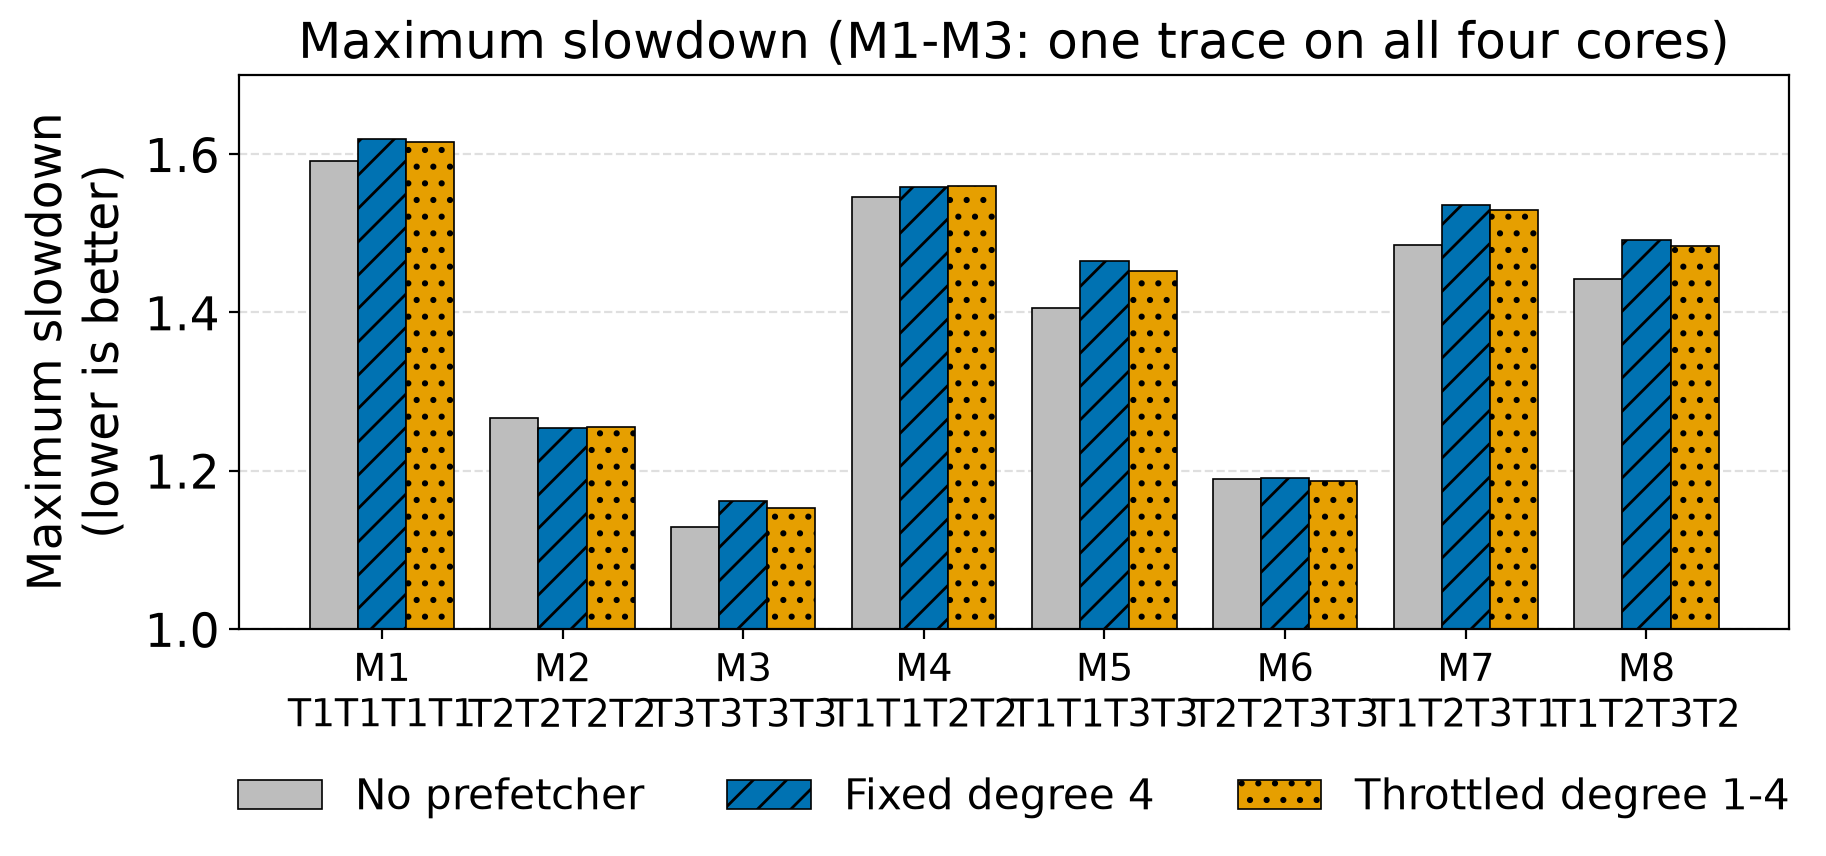 Maximum slowdown (M1-M3: one trace on all four cores)
Maximum slowdown
(lower is better)
1.6
1.4
1.2
1.0
M1 M2 M3 M4 M5 M6 M7 M8
T1T1T1T1 T2T2T2T2 T3T3T3T3 T1T1T2T2 T1T1T3T3 T2T2T3T3 T1T2T3T1 T1T2T3T2
No prefetcher Fixed degree 4 Throttled degree 1-4